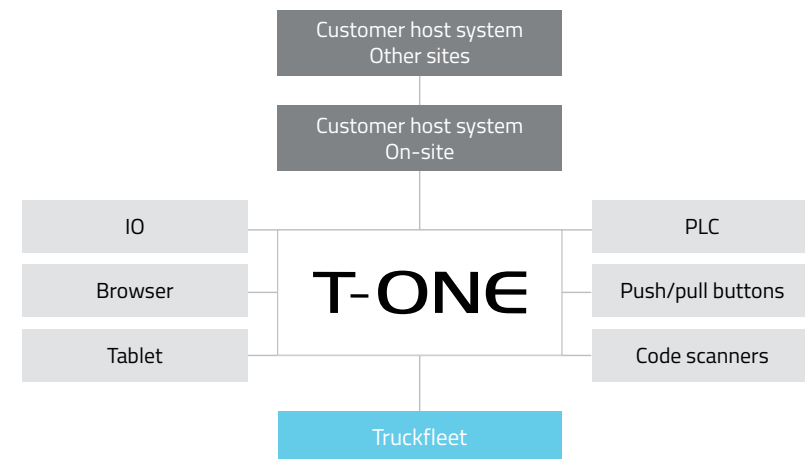 Customer host system
Other sites
Customer host system
On-site
IO
PLC
T-ONE
Browser
Push/pull buttons
Tablet
Code scanners
Truckfleet